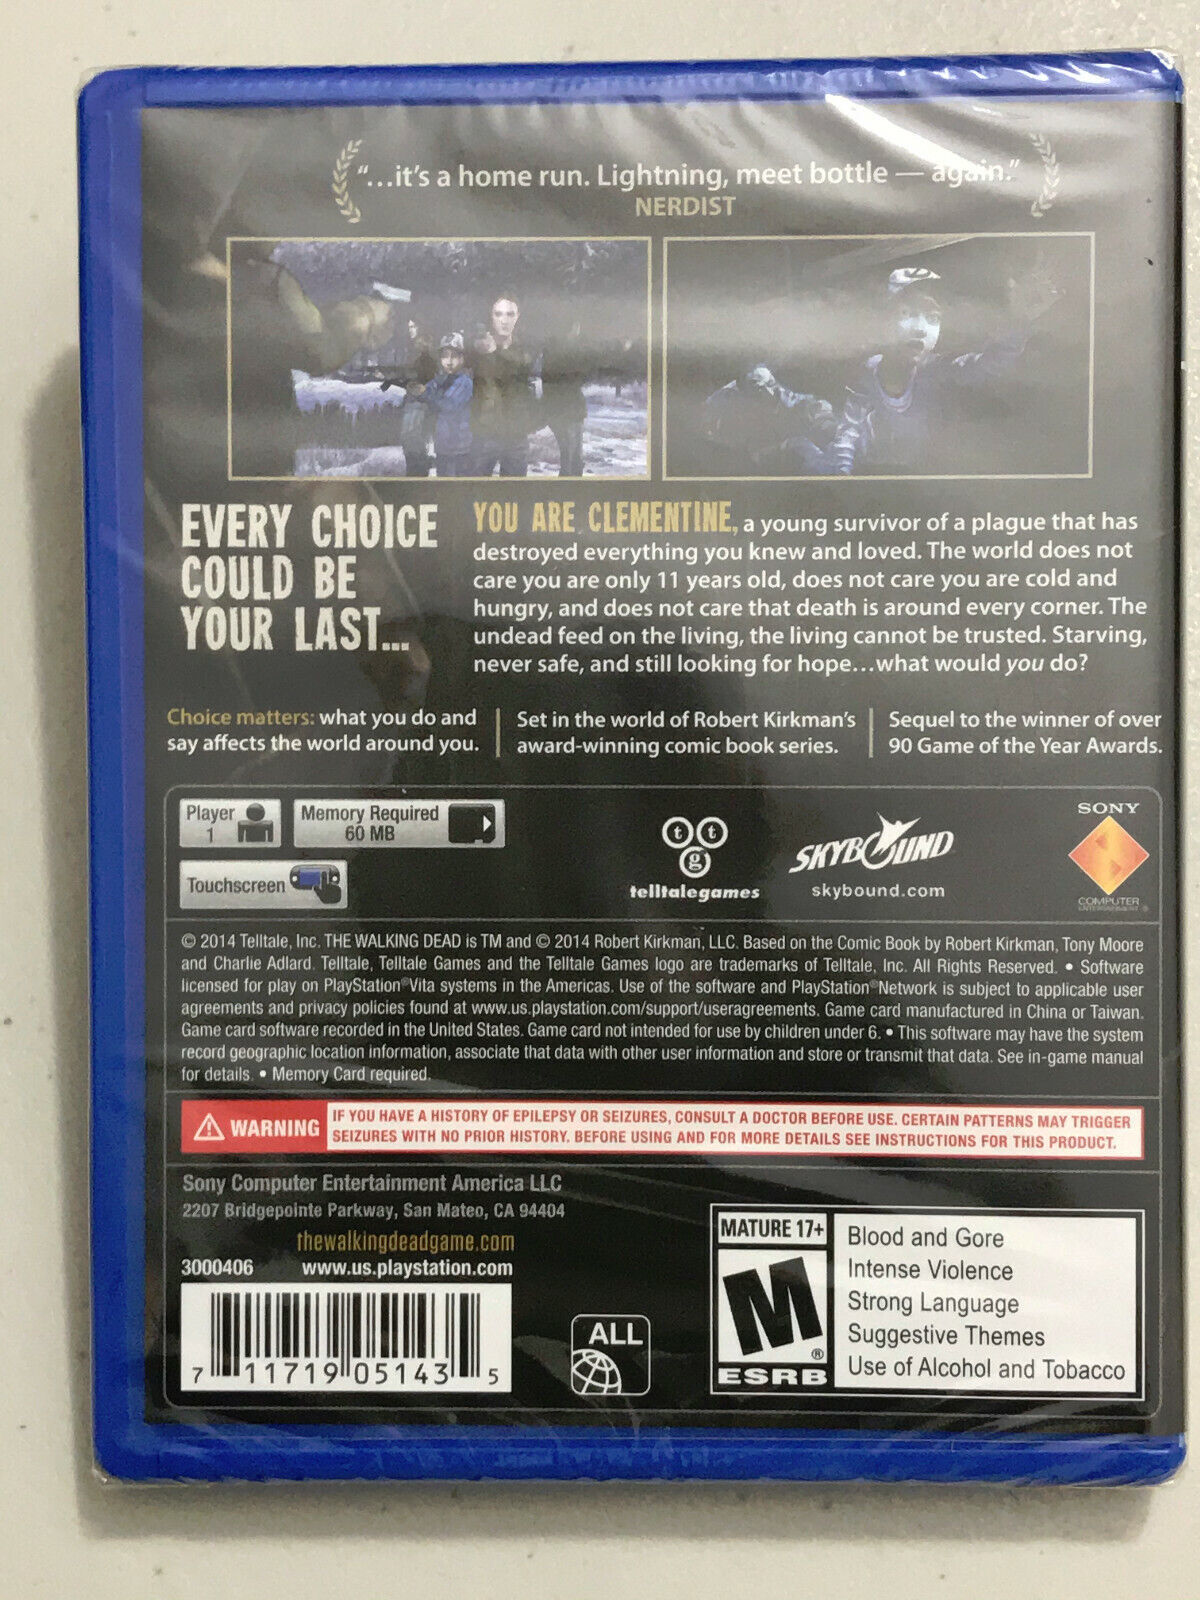 “...it’s a home run. Lightning, meet bottle — again.”
NERDIST
EVERY CHOICE
COULD BE
YOUR LAST...
YOU ARE CLEMENTINE, a young survivor of a plague that has
destroyed everything you knew and loved. The world does not
care you are only 11 years old, does not care you are cold and
hungry, and does not care that death is around every corner. The
undead feed on the living, the living cannot be trusted. Starving,
never safe, and still looking for hope...what would you do?
Choice matters: what you do and
say affects the world around you.
Set in the world of Robert Kirkman’s
award-winning comic book series.
Sequel to the winner of over
90 Game of the Year Awards.
Player
1
Memory Required
60 MB
Touchscreen
t t
g
telltalegames
SKYBOUND
skybound.com
SONY
COMPUTER
ENTERTAINMENT ®
© 2014 Telltale, Inc. THE WALKING DEAD is TM and © 2014 Robert Kirkman, LLC. Based on the Comic Book by Robert Kirkman, Tony Moore
and Charlie Adlard. Telltale, Telltale Games and the Telltale Games logo are trademarks of Telltale, Inc. All Rights Reserved. • Software
licensed for play on PlayStation®Vita systems in the Americas. Use of the software and PlayStation®Network is subject to applicable user
agreements and privacy policies found at www.us.playstation.com/support/useragreements. Game card manufactured in China or Taiwan.
Game card software recorded in the United States. Game card not intended for use by children under 6. • This software may have the system
record geographic location information, associate that data with other user information and store or transmit that data. See in-game manual
for details. • Memory Card required.
WARNING
IF YOU HAVE A HISTORY OF EPILEPSY OR SEIZURES, CONSULT A DOCTOR BEFORE USE. CERTAIN PATTERNS MAY TRIGGER
SEIZURES WITH NO PRIOR HISTORY. BEFORE USING AND FOR MORE DETAILS SEE INSTRUCTIONS FOR THIS PRODUCT.
Sony Computer Entertainment America LLC
2207 Bridgepointe Parkway, San Mateo, CA 94404
thewalkingdeadgame.com
3000406 www.us.playstation.com
7 11719 05143 5
ALL
MATURE 17+
M
®
ESRB
Blood and Gore
Intense Violence
Strong Language
Suggestive Themes
Use of Alcohol and Tobacco